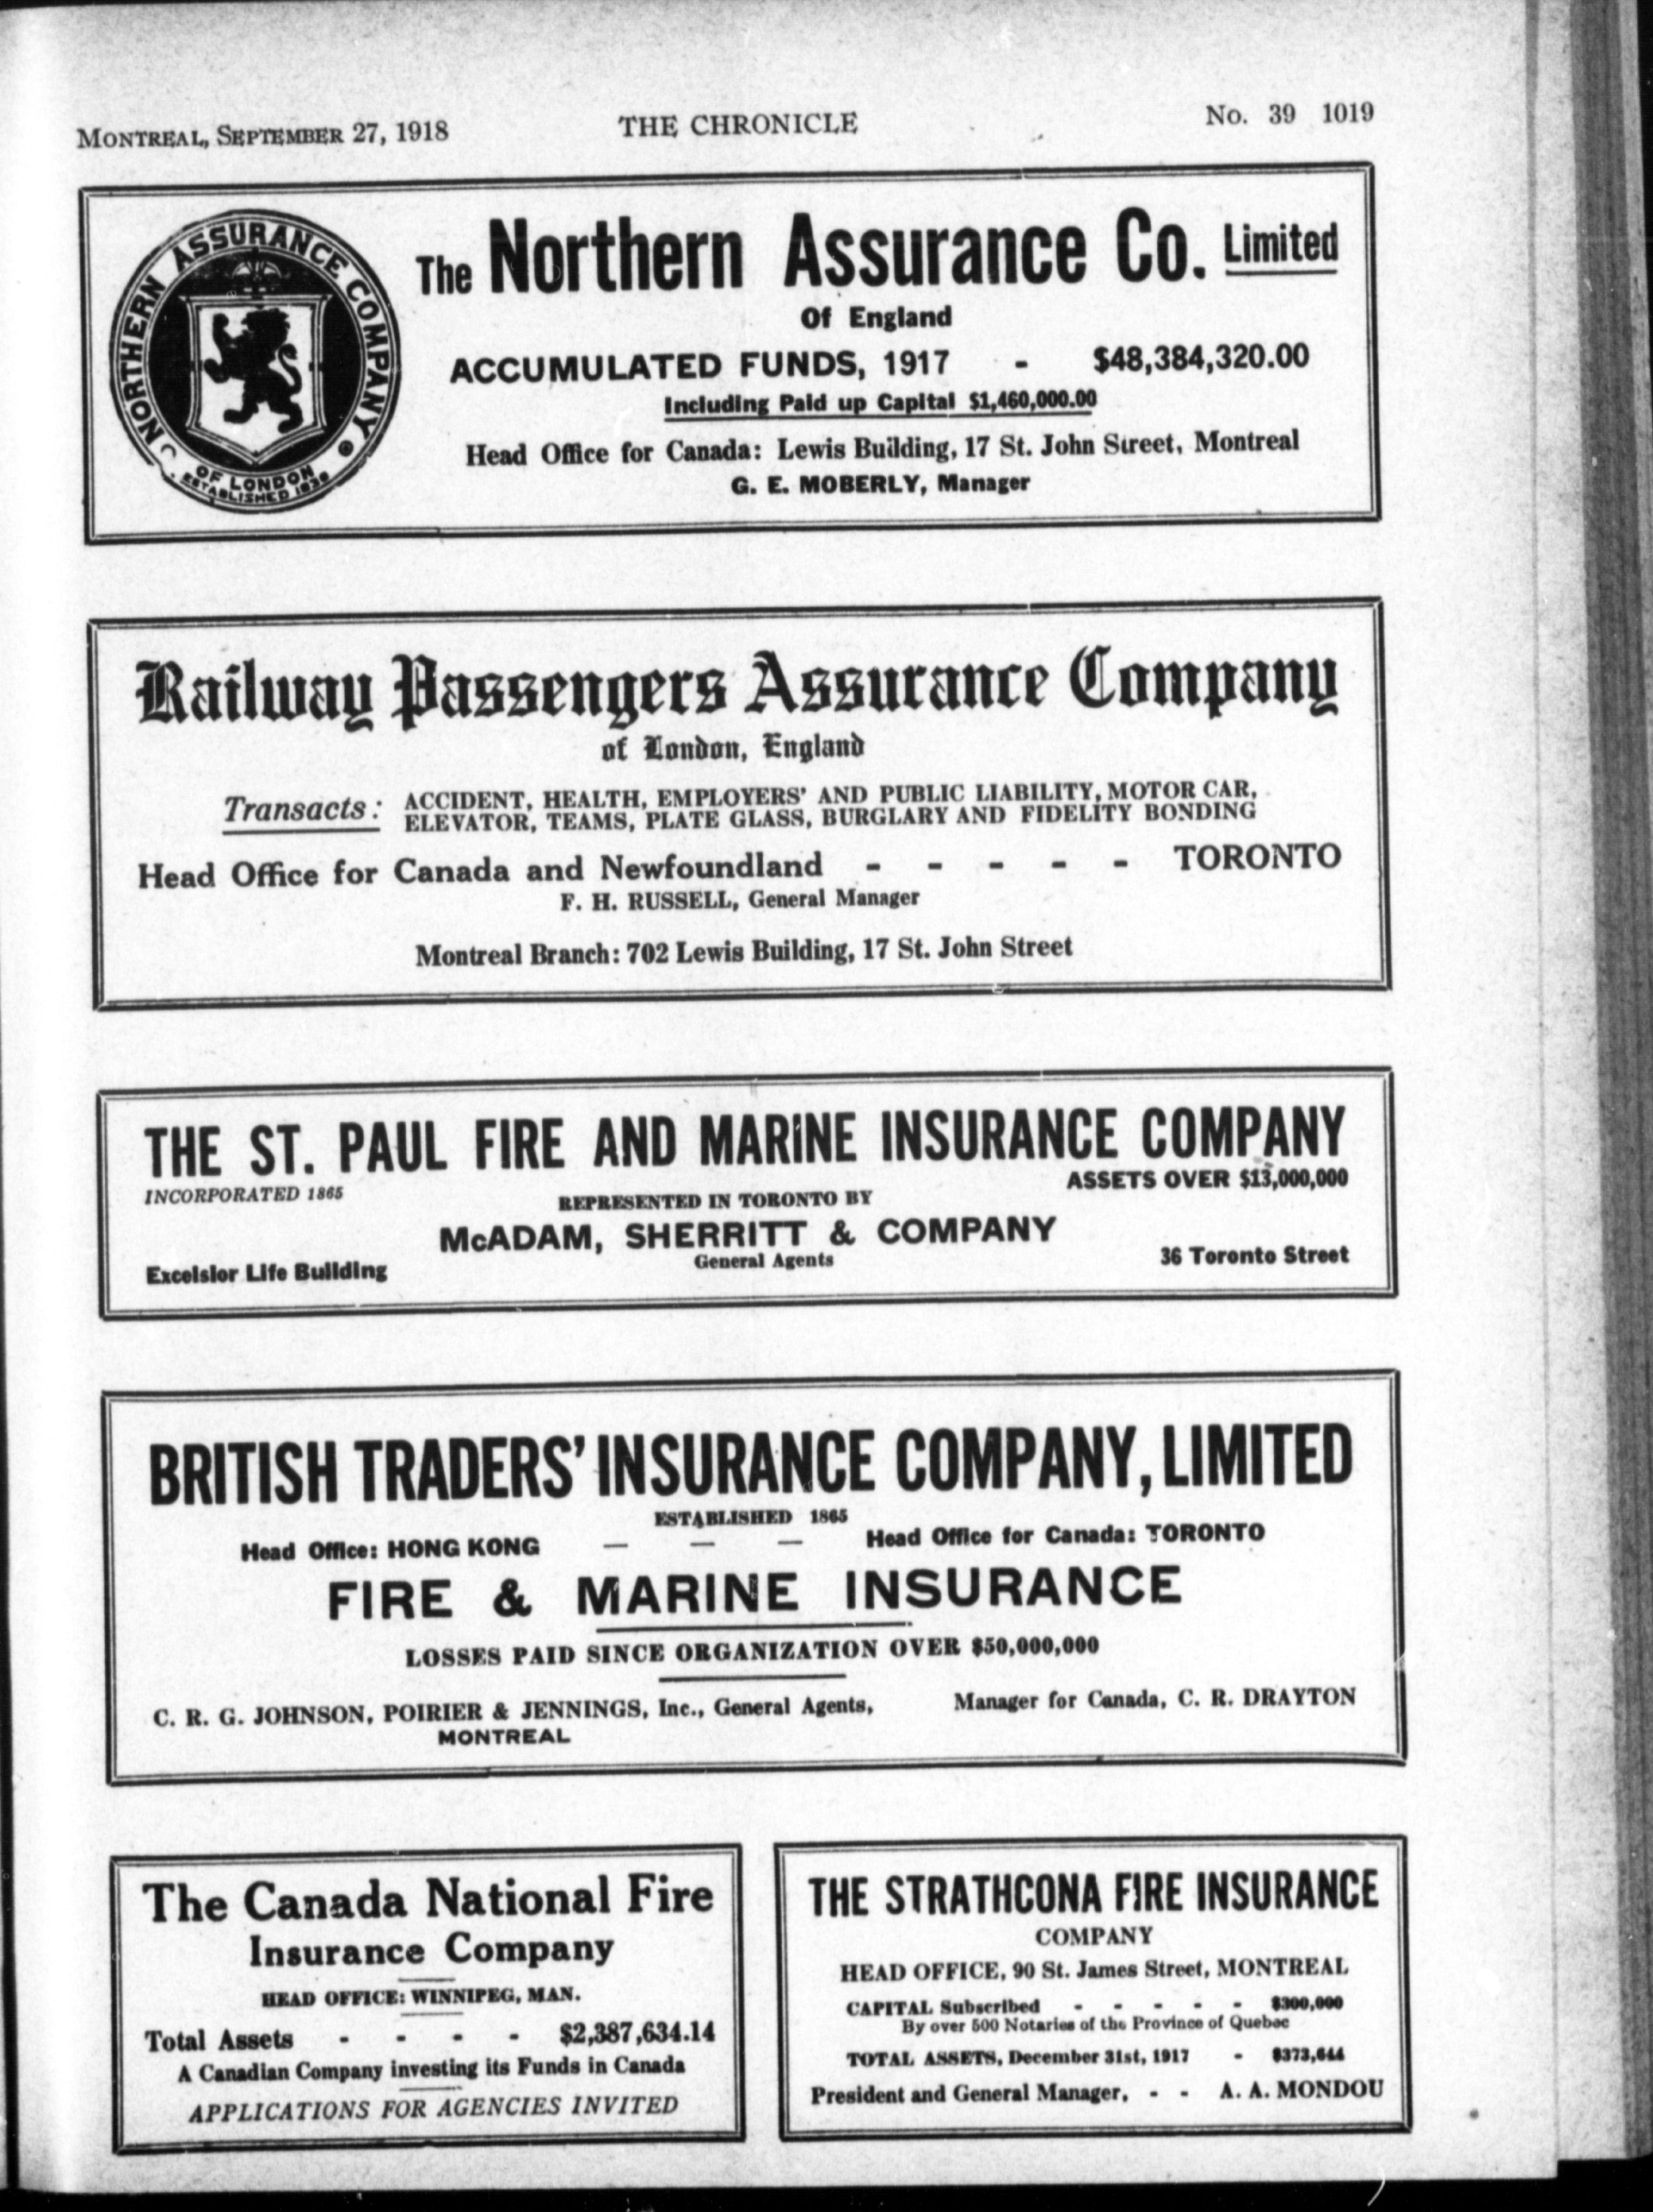 MONTREAL, SEPTEMBER 27, 1918 THE CHRONICLE No. 39 1019
NORTHERN ASSURANCE COMPANY
OF LONDON
ESTABLISHED 1836
The Northern Assurance Co. Limited
Of England
ACCUMULATED FUNDS, 1917 - $48,384,320.00
Including Paid up Capital $1,460,000.00
Head Office for Canada: Lewis Building, 17 St. John Street, Montreal
G. E. MOBERLY, Manager
Railway Passengers Assurance Company
of London, England
Transacts: ACCIDENT, HEALTH, EMPLOYERS' AND PUBLIC LIABILITY, MOTOR CAR,
ELEVATOR, TEAMS, PLATE GLASS, BURGLARY AND FIDELITY BONDING
Head Office for Canada and Newfoundland - - - - - TORONTO
F. H. RUSSELL, General Manager
Montreal Branch: 702 Lewis Building, 17 St. John Street
THE ST. PAUL FIRE AND MARINE INSURANCE COMPANY
INCORPORATED 1865 ASSETS OVER $13,000,000
REPRESENTED IN TORONTO BY
McADAM, SHERRITT & COMPANY
Excelsior Life Building General Agents 36 Toronto Street
BRITISH TRADERS' INSURANCE COMPANY, LIMITED
ESTABLISHED 1865
Head Office: HONG KONG — — — Head Office for Canada: TORONTO
FIRE & MARINE INSURANCE
LOSSES PAID SINCE ORGANIZATION OVER $50,000,000
C. R. G. JOHNSON, POIRIER & JENNINGS, Inc., General Agents, Manager for Canada, C. R. DRAYTON
MONTREAL
The Canada National Fire
Insurance Company
HEAD OFFICE: WINNIPEG, MAN.
Total Assets - - - - $2,387,634.14
A Canadian Company investing its Funds in Canada
APPLICATIONS FOR AGENCIES INVITED
THE STRATHCONA FIRE INSURANCE
COMPANY
HEAD OFFICE, 90 St. James Street, MONTREAL
CAPITAL Subscribed - - - - - $300,000
By over 500 Notaries of the Province of Quebec
TOTAL ASSETS, December 31st, 1917 - $373,644
President and General Manager, - - A. A. MONDOU